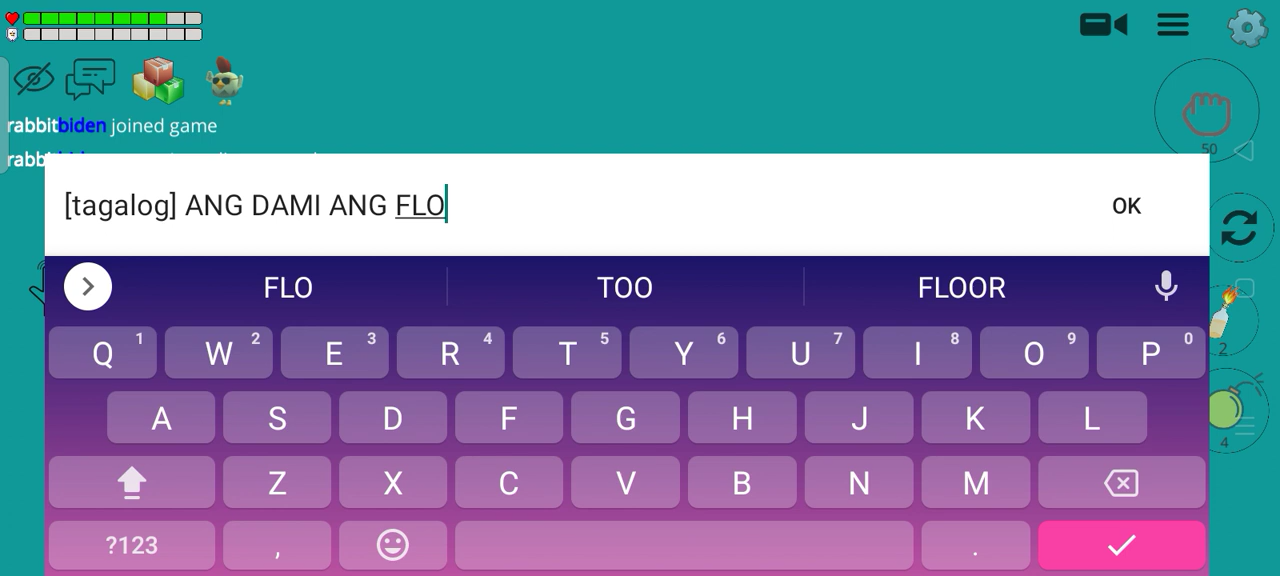 rabbitbiden joined game
rabb
50
[tagalog] ANG DAMI ANG FLO
OK
FLO TOO FLOOR
Q 1 W 2 E 3 R 4 T 5 Y 6 U 7 I 8 O 9 P 0
2
A S D F G H J K L
4
Z X C V B N M
?123 , .